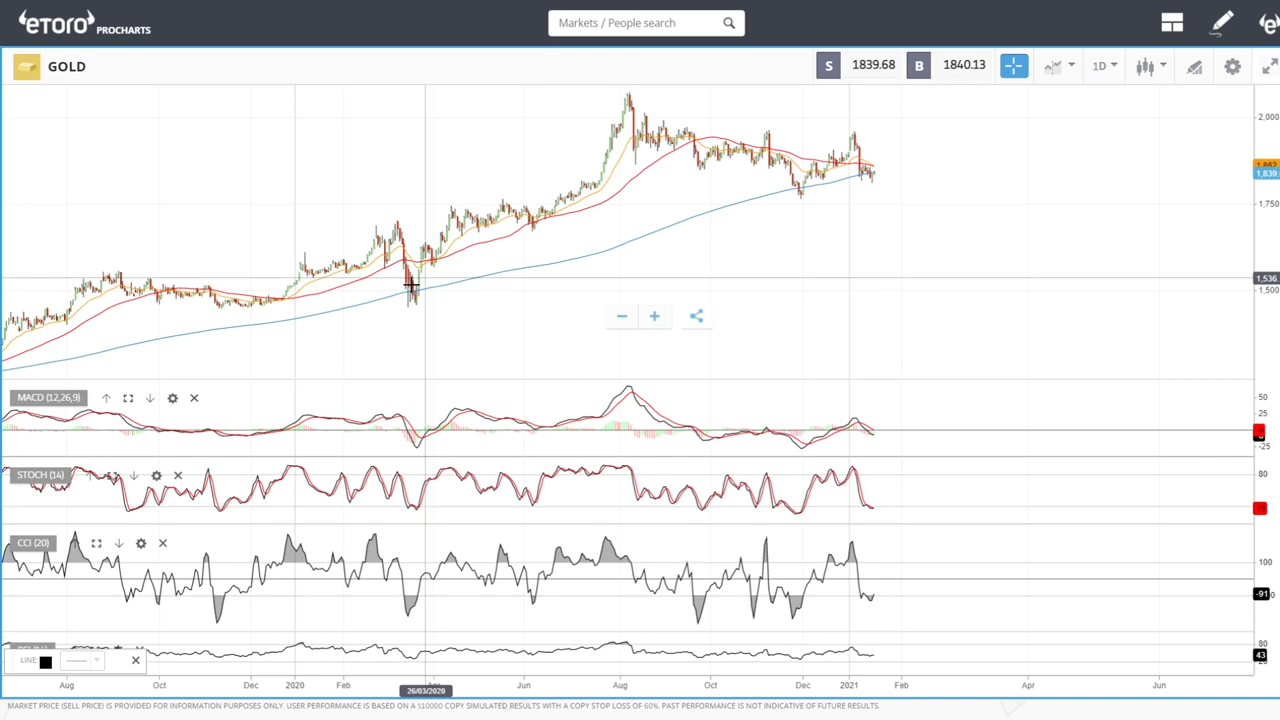 eTORO PROCHARTS
Markets / People search
GOLD
S 1839.68 B 1840.13
1D
2,000
1,862
1,839.
1,750
1,536
1,500
MACD (12,26,9)
50
25
-25
STOCH (14)
80
CCI (20)
100
-91
80
43
LINE
Aug Oct Dec 2020 Feb 26/03/2020 Jun Aug Oct Dec 2021 Feb Apr Jun
MARKET PRICE (SELL PRICE) IS PROVIDED FOR INFORMATION PURPOSES ONLY. USER PERFORMANCE IS BASED ON A $10000 COPY SIMULATED RESULTS WITH A COPY STOP LOSS OF 60%. PAST PERFORMANCE IS NOT INDICATIVE OF FUTURE RESULTS.